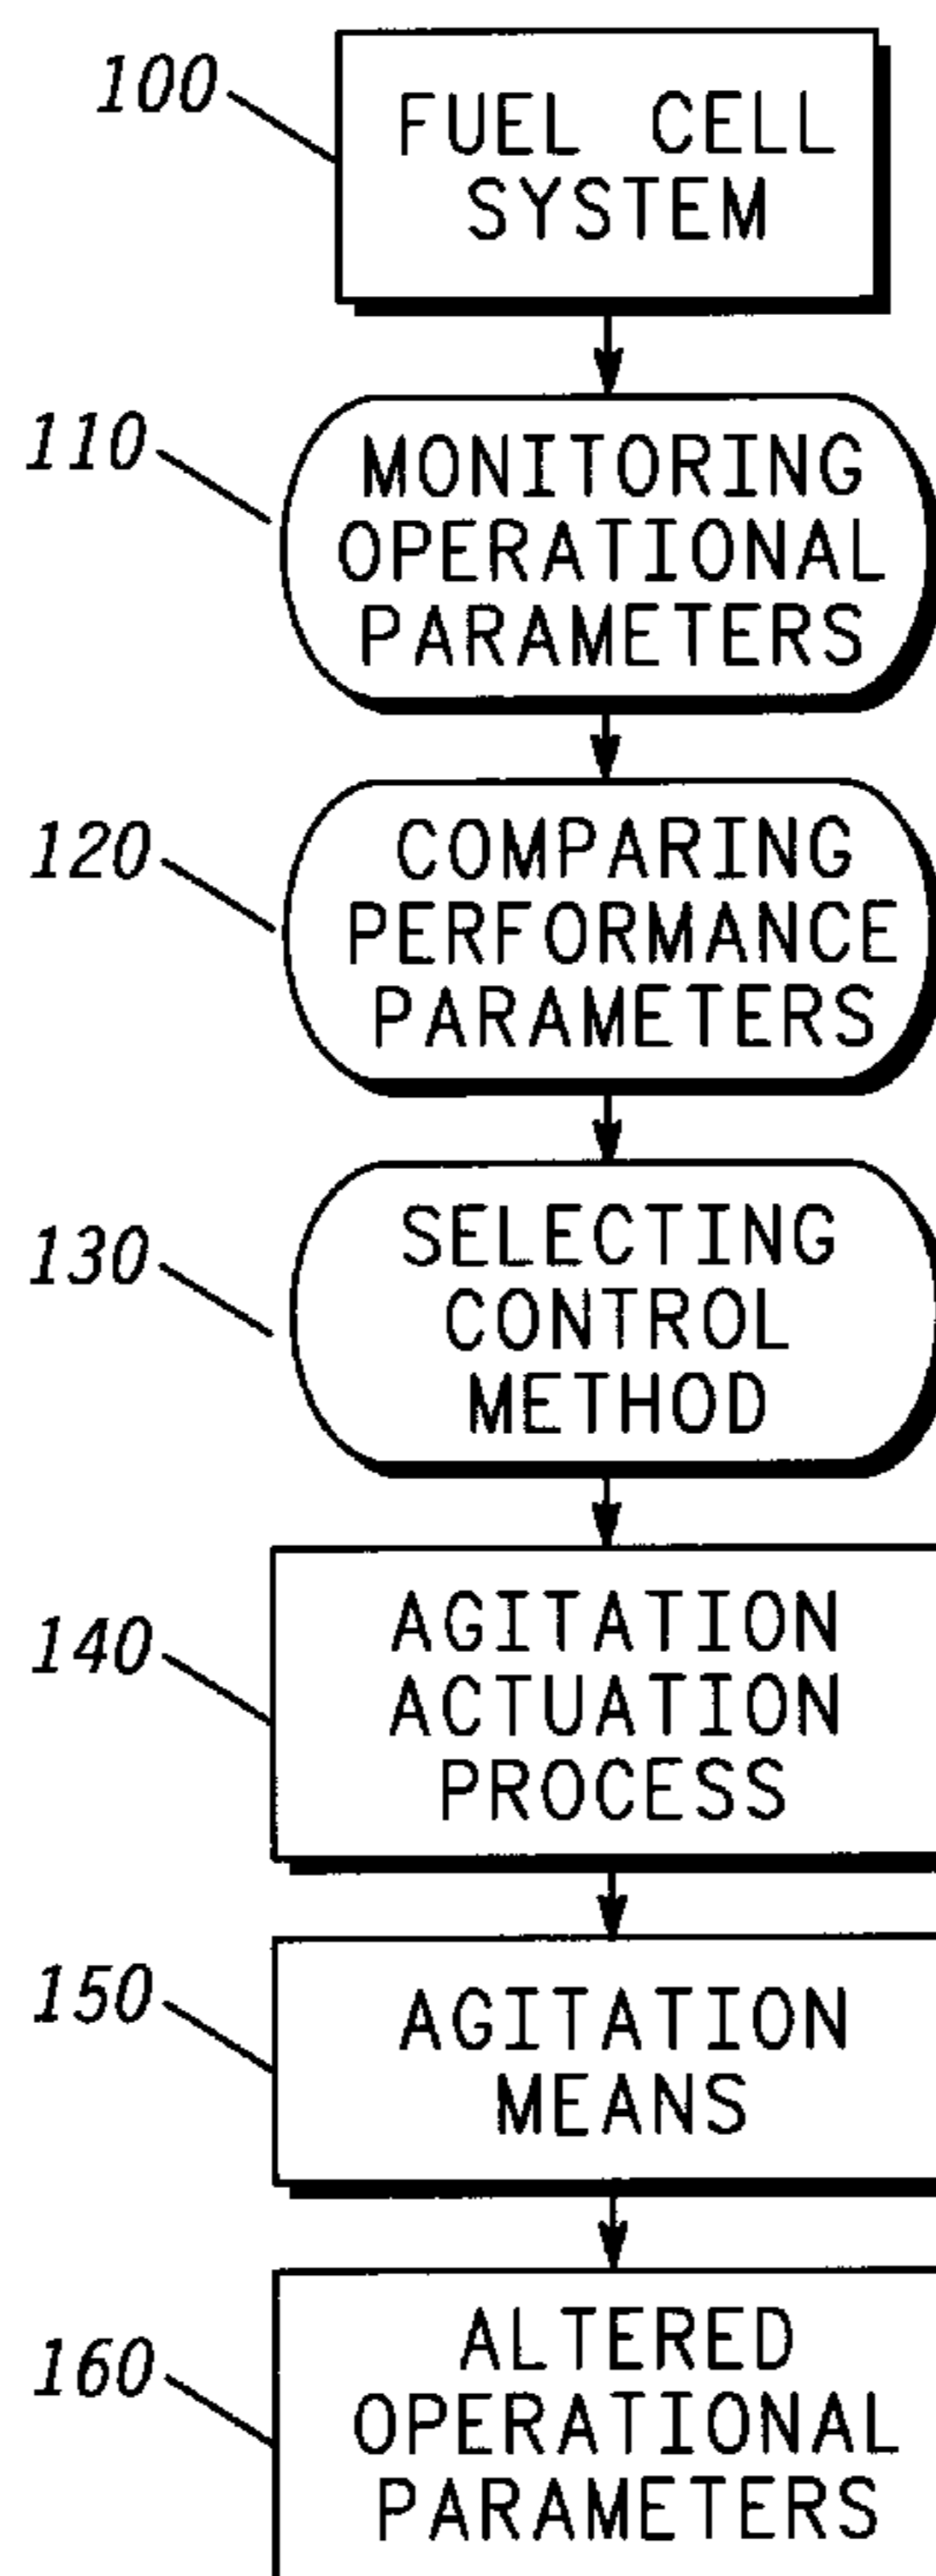 100
FUEL CELL
SYSTEM
110
MONITORING
OPERATIONAL
PARAMETERS
120
COMPARING
PERFORMANCE
PARAMETERS
130
SELECTING
CONTROL
METHOD
140
AGITATION
ACTUATION
PROCESS
150
AGITATION
MEANS
160
ALTERED
OPERATIONAL
PARAMETERS